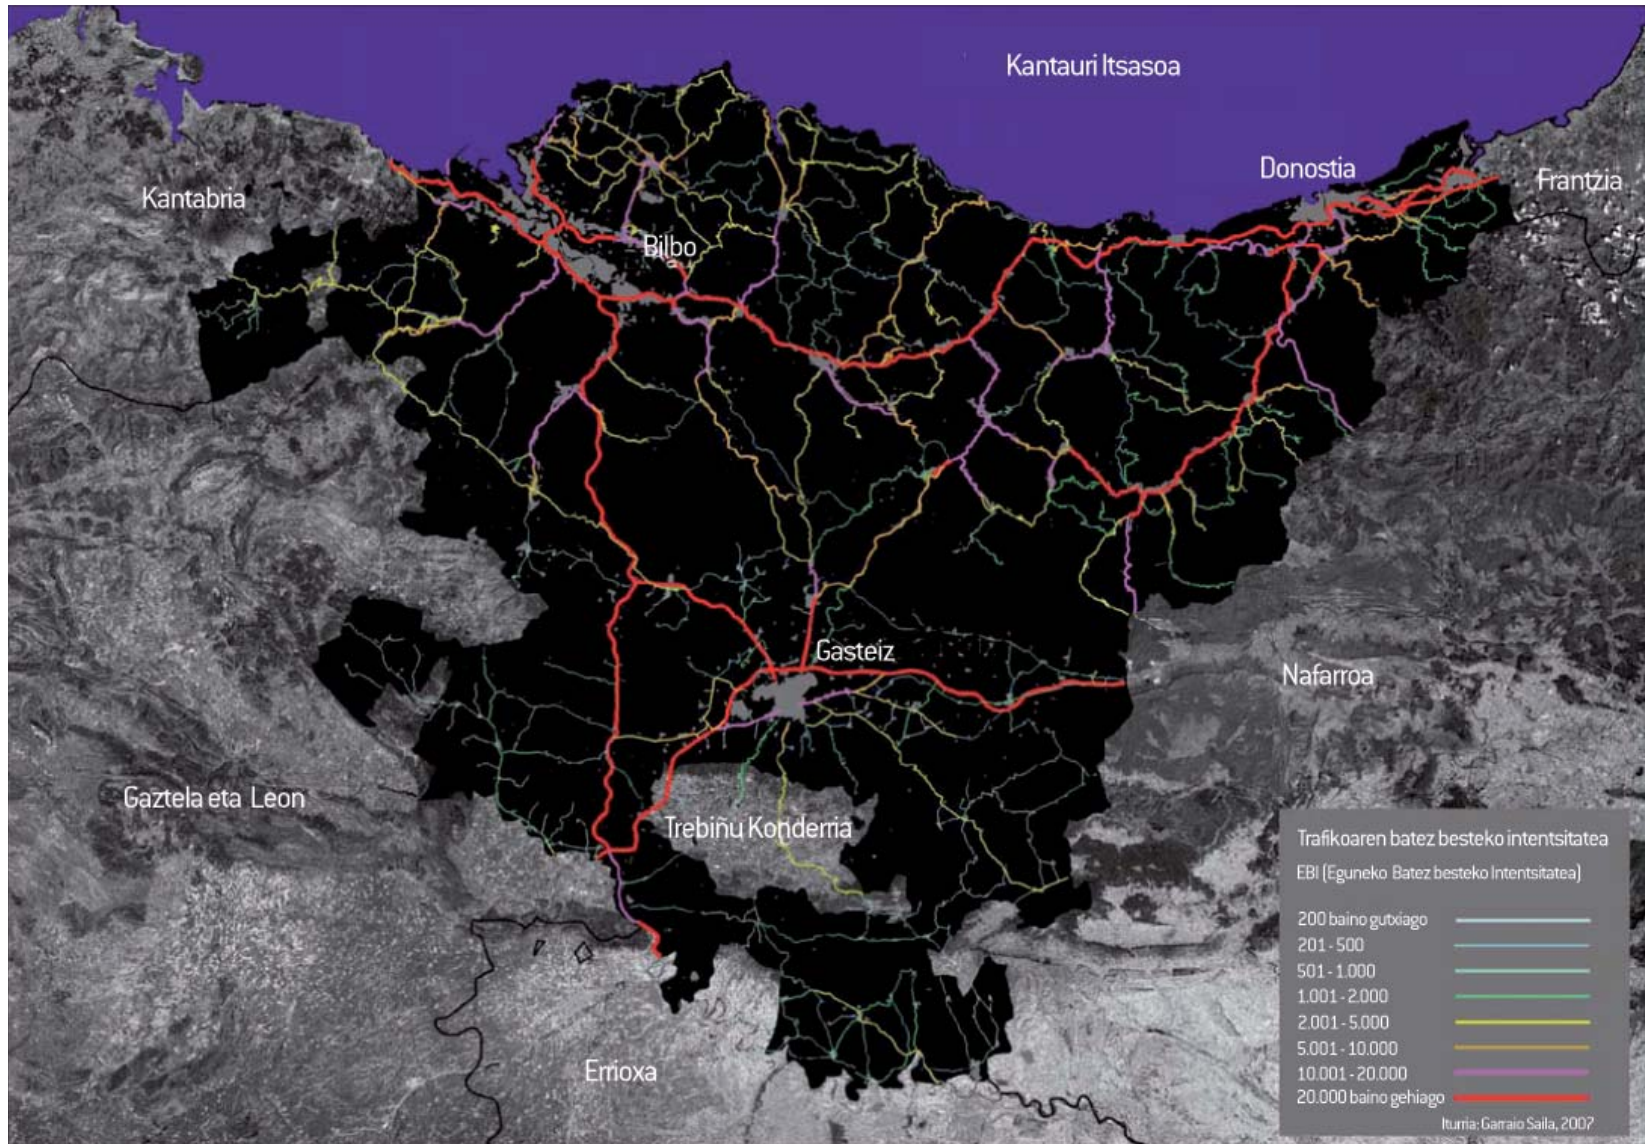 Kantauri Itsasoa
Donostia
Frantzia
Kantabria
Bilbo
Gasteiz
Nafarroa
Gaztela eta Leon
Trebiñu Konderria
Errioxa
Trafikoaren batez besteko intentsitatea
EBI (Eguneko Batez besteko Intentsitatea)
200 baino gutxiago
201 - 500
501 - 1.000
1.001 - 2.000
2.001 - 5.000
5.001 - 10.000
10.001 - 20.000
20.000 baino gehiago
Iturria: Garraio Saila, 2007